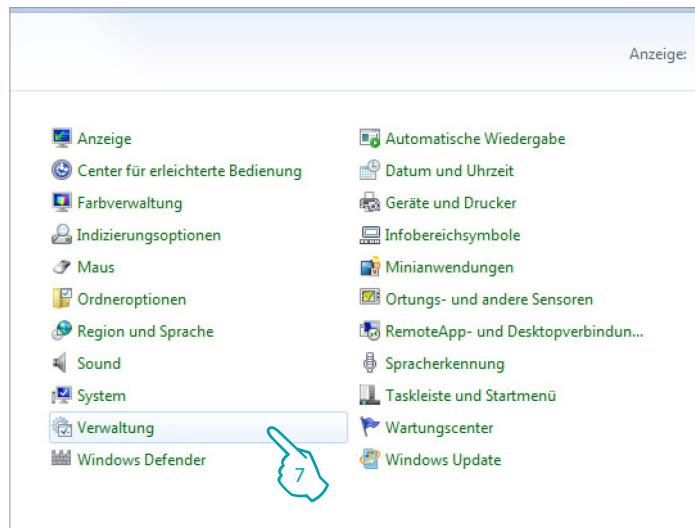 Anzeige:
Anzeige
Automatische Wiedergabe
Center für erleichterte Bedienung
Datum und Uhrzeit
Farbverwaltung
Geräte und Drucker
Indizierungsoptionen
Infobereichsymbole
Maus
Minianwendungen
Ordneroptionen
Ortungs- und andere Sensoren
Region und Sprache
RemoteApp- und Desktopverbindun...
Sound
Spracherkennung
System
Taskleiste und Startmenü
Verwaltung
Wartungscenter
Windows Defender
Windows Update
7